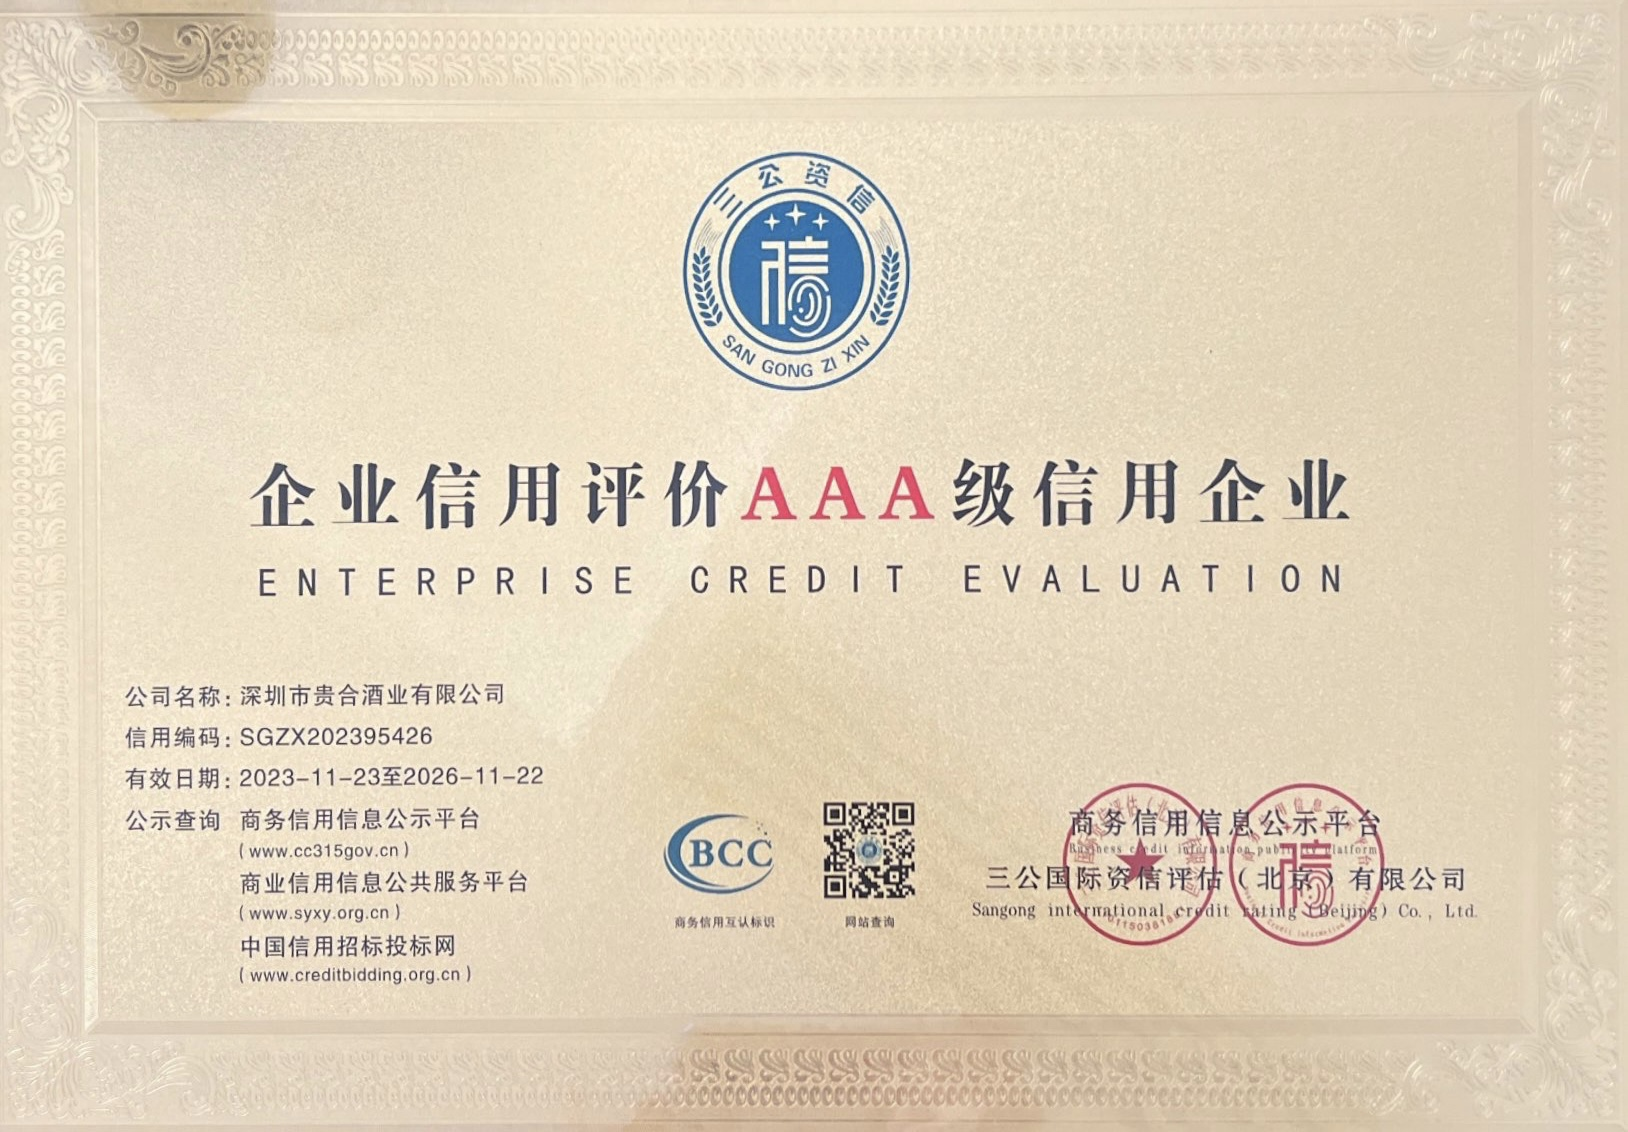 三公资信
信
SAN GONG ZI XIN
企业信用评价AAA级信用企业
ENTERPRISE CREDIT EVALUATION
公司名称:深圳市贵合酒业有限公司
信用编码:SGZX202395426
有效日期:2023-11-23至2026-11-22
公示查询 商务信用信息公示平台
(www.cc315gov.cn)
商业信用信息公共服务平台
(www.syxy.org.cn)
中国信用招标投标网
(www.creditbidding.org.cn)
BCC
商务信用互认标识
网站查询
商务信用信息公示平台
Business credit information publicity platform
三公国际资信评估(北京)有限公司
Sangong international credit rating (Beijing) Co., Ltd.